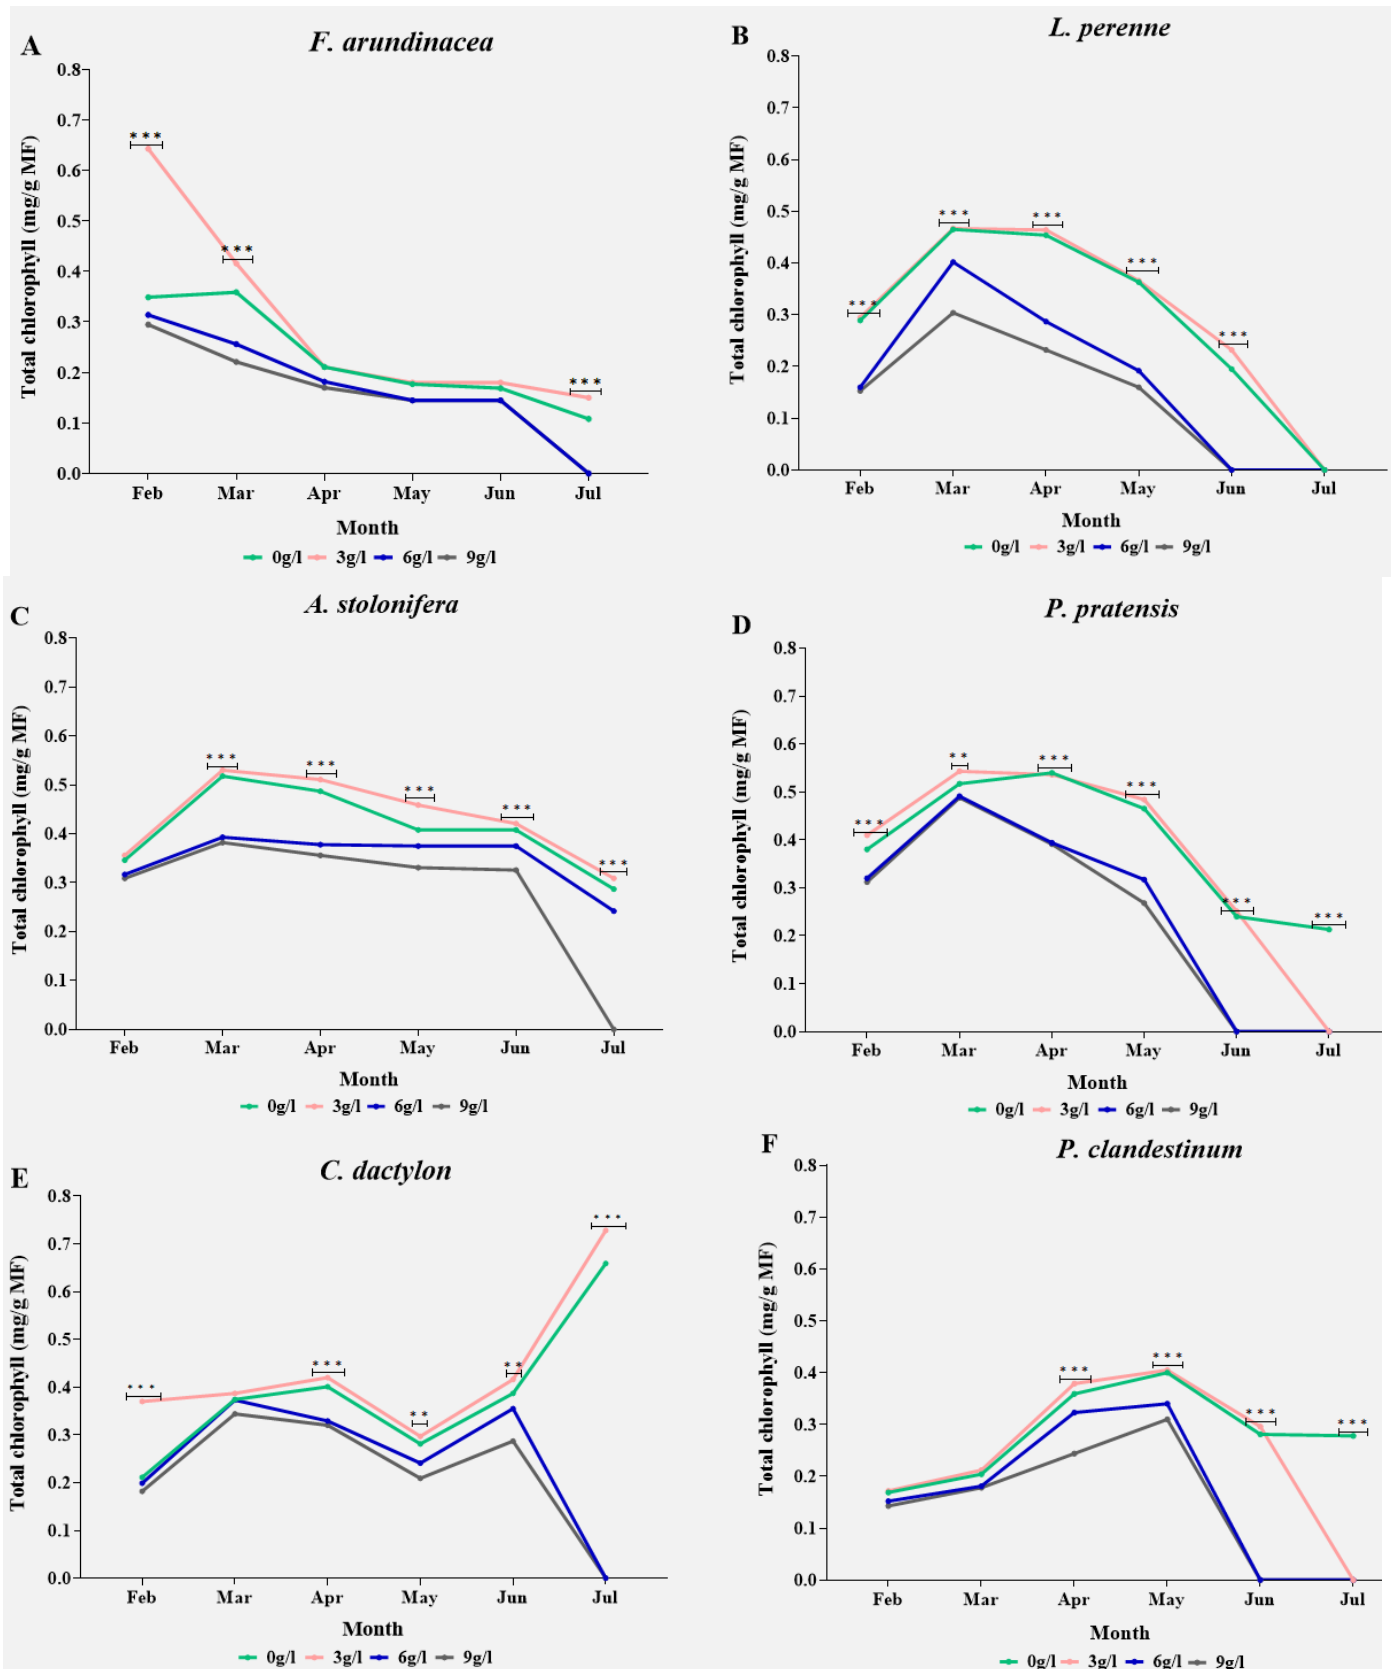 A
F. arundinacea
Total chlorophyll (mg/g MF)
0.8
0.7
0.6
0.5
0.4
0.3
0.2
0.1
0.0
***
***
***
Feb Mar Apr May Jun Jul
Month
0g/l 3g/l 6g/l 9g/l
B
L. perenne
Total chlorophyll (mg/g MF)
0.8
0.7
0.6
0.5
0.4
0.3
0.2
0.1
0.0
***
***
***
***
***
Feb Mar Apr May Jun Jul
Month
0g/l 3g/l 6g/l 9g/l
C
A. stolonifera
Total chlorophyll (mg/g MF)
0.8
0.7
0.6
0.5
0.4
0.3
0.2
0.1
0.0
***
***
***
***
***
Feb Mar Apr May Jun Jul
Month
0g/l 3g/l 6g/l 9g/l
D
P. pratensis
Total chlorophyll (mg/g MF)
0.8
0.7
0.6
0.5
0.4
0.3
0.2
0.1
0.0
***
**
***
***
***
***
Feb Mar Apr May Jun Jul
Month
0g/l 3g/l 6g/l 9g/l
E
C. dactylon
Total chlorophyll (mg/g MF)
0.8
0.7
0.6
0.5
0.4
0.3
0.2
0.1
0.0
***
***
**
**
***
Feb Mar Apr May Jun Jul
Month
0g/l 3g/l 6g/l 9g/l
F
P. clandestinum
Total chlorophyll (mg/g MF)
0.8
0.7
0.6
0.5
0.4
0.3
0.2
0.1
0.0
***
***
***
***
Feb Mar Apr May Jun Jul
Month
0g/l 3g/l 6g/l 9g/l